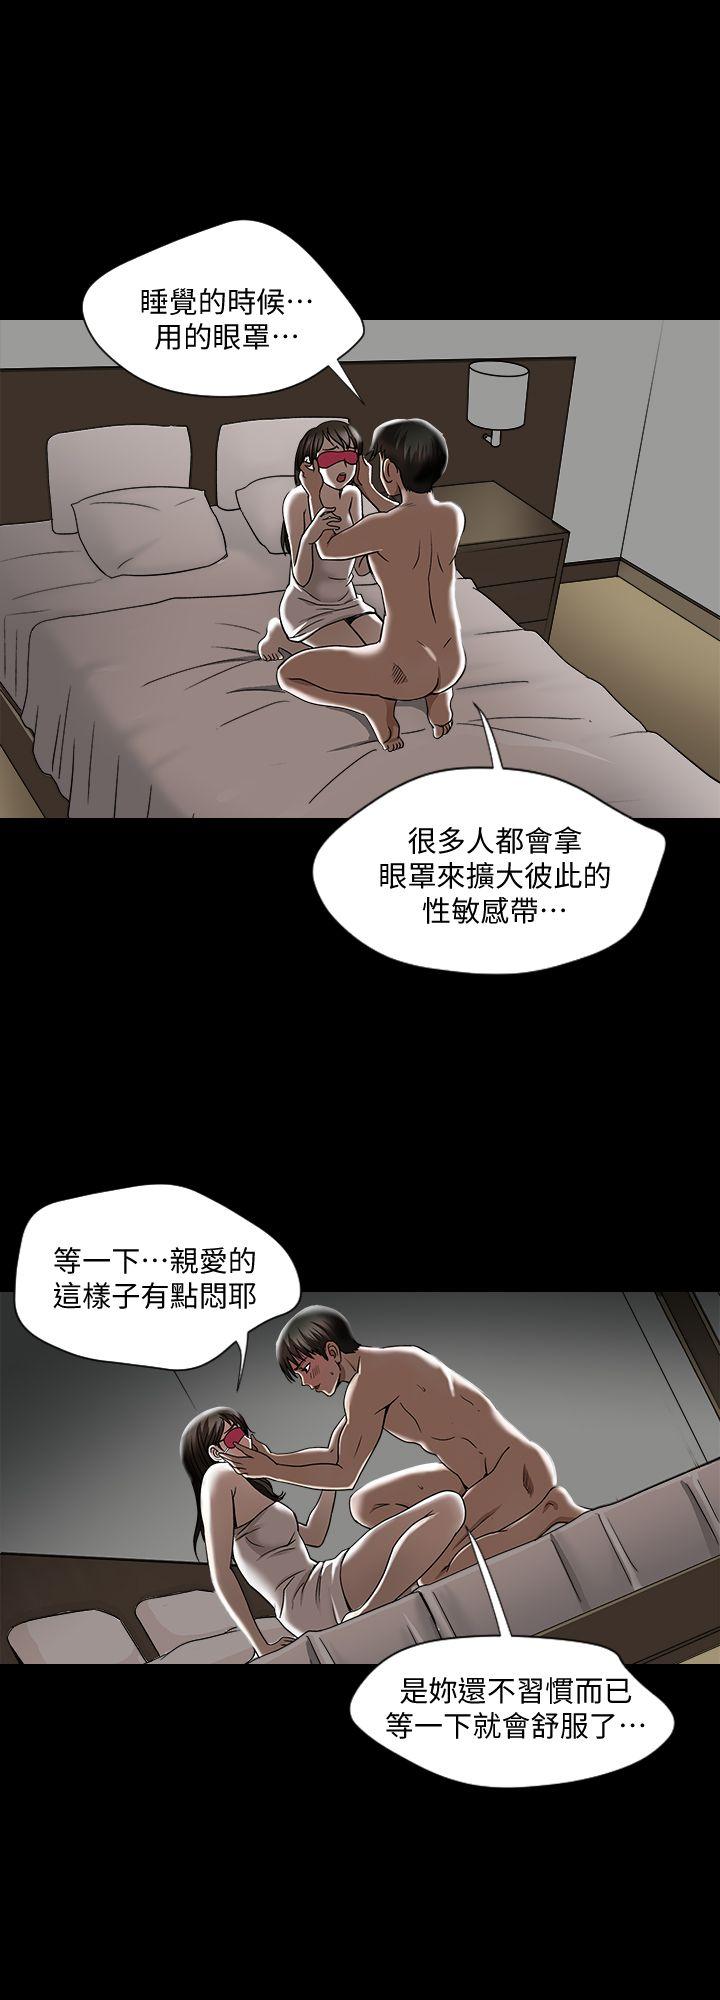 睡覺的時候…
用的眼罩…
很多人都會拿
眼罩來擴大彼此的
性敏感帶…
等一下…親愛的
這樣子有點悶耶
是妳還不習慣而已
等一下就會舒服了…